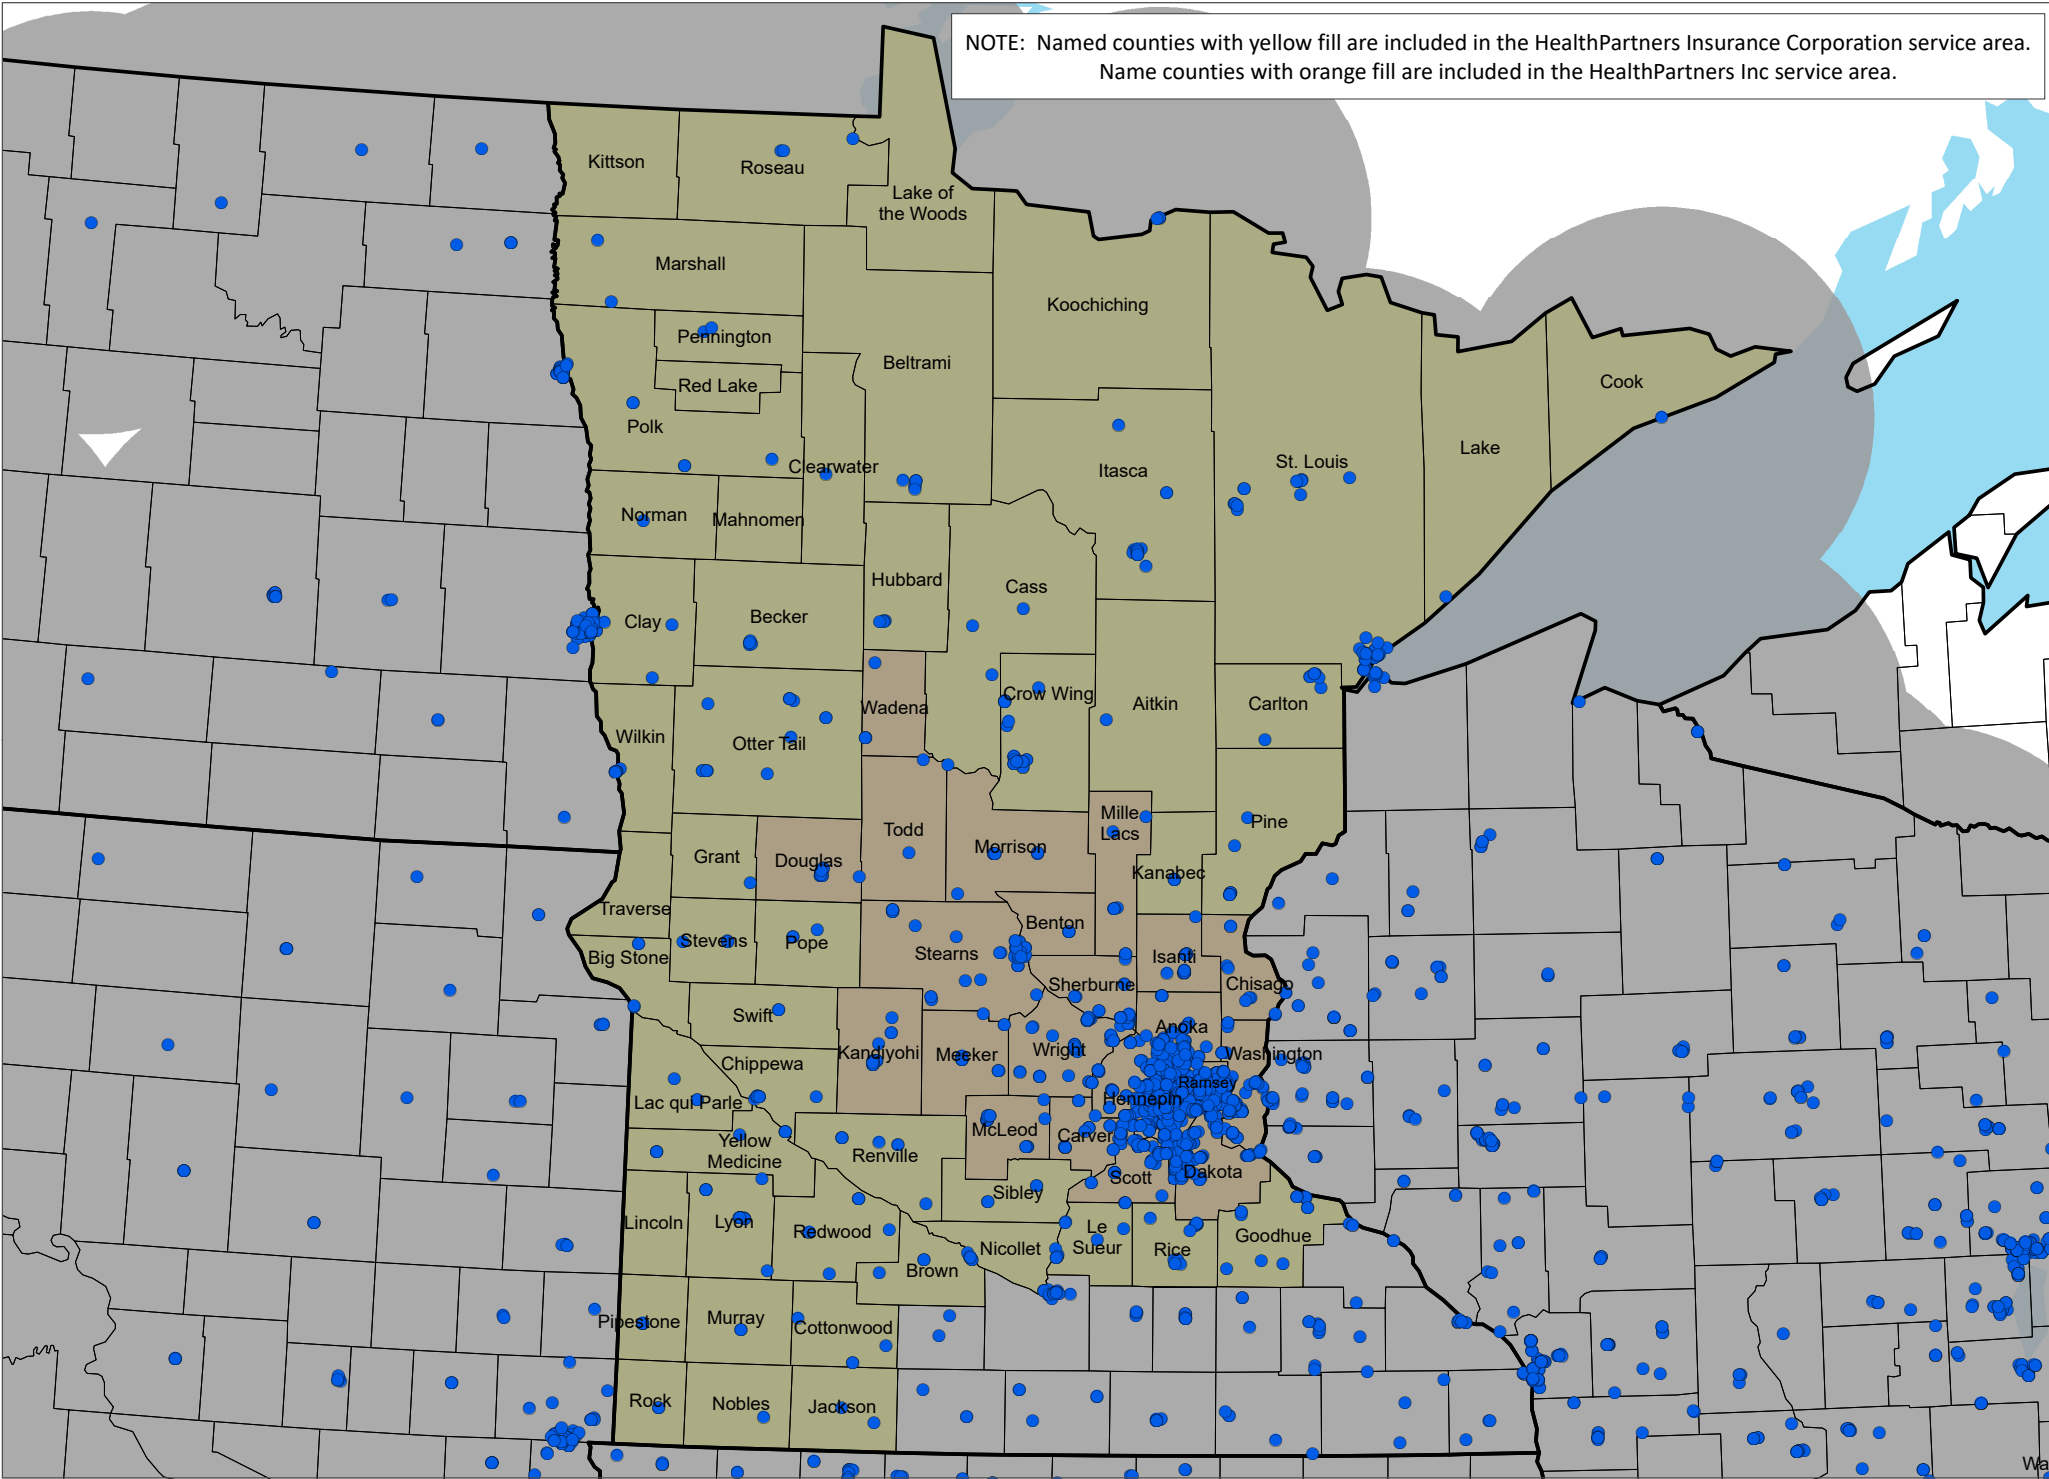 NOTE: Named counties with yellow fill are included in the HealthPartners Insurance Corporation service area.
Name counties with orange fill are included in the HealthPartners Inc service area.
Kittson
Roseau
Lake of
the Woods
Marshall
Koochiching
Pennington
Beltrami
Red Lake
Cook
Polk
Lake
Clearwater
Itasca
St. Louis
Norman
Mahnomen
Hubbard
Cass
Clay
Becker
Crow Wing
Wadena
Aitkin
Carlton
Wilkin
Otter Tail
Mille
Lacs
Pine
Todd
Morrison
Grant
Douglas
Kanabec
Traverse
Benton
Stevens
Pope
Stearns
Isanti
Big Stone
Sherburne
Chisago
Swift
Anoka
Kandiyohi
Meeker
Wright
Washington
Chippewa
Ramsey
Hennepin
Lac qui Parle
McLeod
Carver
Yellow
Medicine
Renville
Scott
Dakota
Sibley
Lincoln
Lyon
Redwood
Le
Sueur
Rice
Goodhue
Nicollet
Brown
Pipestone
Murray
Cottonwood
Rock
Nobles
Jackson
Wa